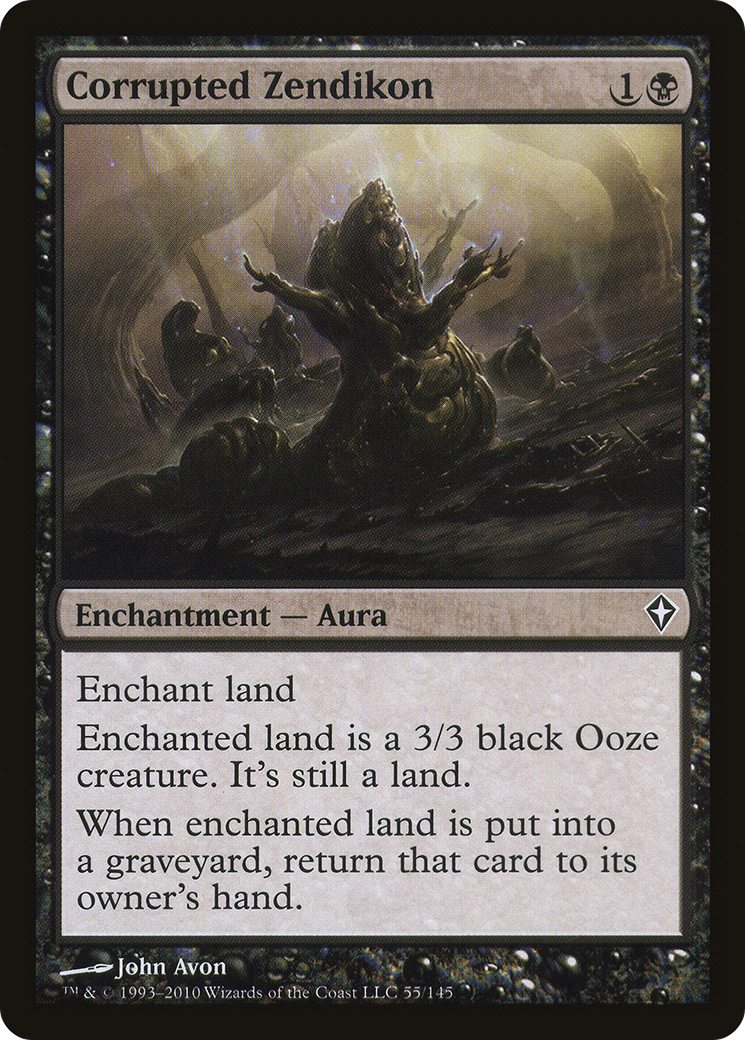 Corrupted Zendikon 1
Enchantment — Aura
Enchant land
Enchanted land is a 3/3 black Ooze
creature. It's still a land.
When enchanted land is put into
a graveyard, return that card to its
owner's hand.
John Avon
™ & © 1993–2010 Wizards of the Coast LLC 55/145